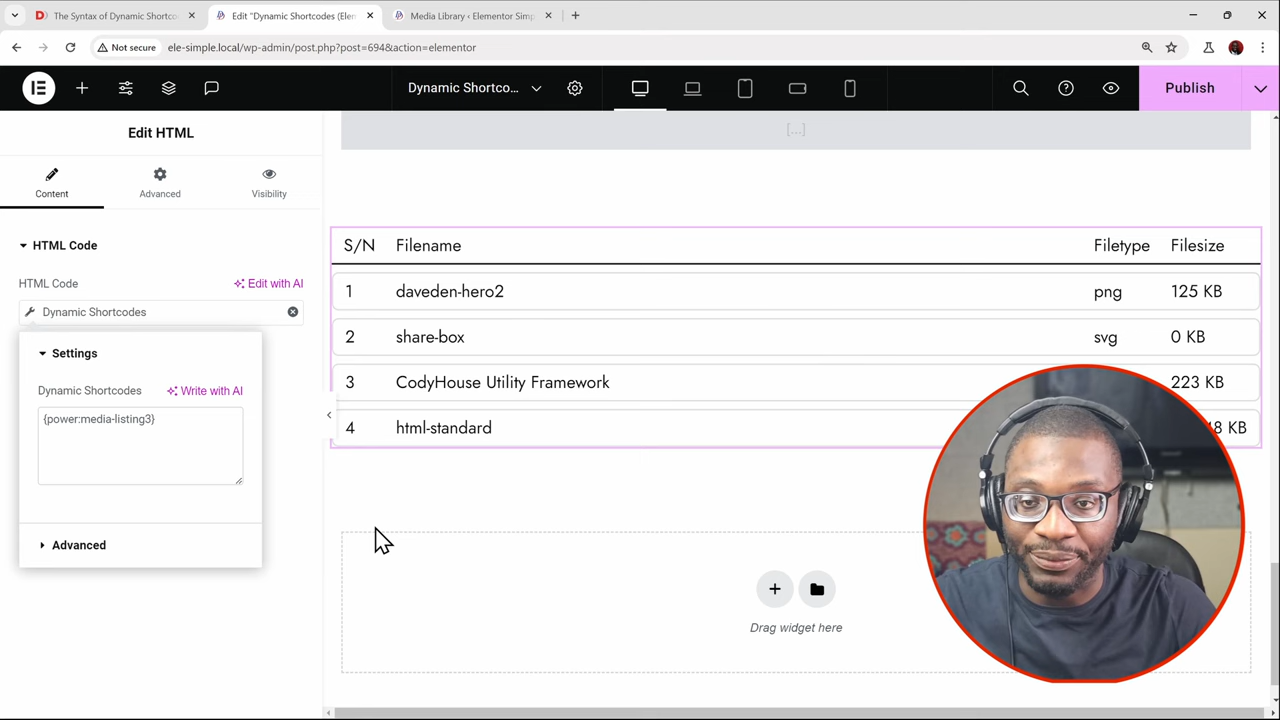 The Syntax of Dynamic Shortco
Edit "Dynamic Shortcodes (Ele
Media Library ‹ Elementor Simp
Not secure
ele-simple.local/wp-admin/post.php?post=694&action=elementor
Dynamic Shortco...
Publish
Edit HTML
[...]
Content
Advanced
Visibility
HTML Code
HTML Code
Edit with AI
Dynamic Shortcodes
Settings
Dynamic Shortcodes
Write with AI
{power:media-listing3}
Advanced
S/N Filename Filetype Filesize
1 daveden-hero2 png 125 KB
2 share-box svg 0 KB
3 CodyHouse Utility Framework 223 KB
4 html-standard KB
Drag widget here